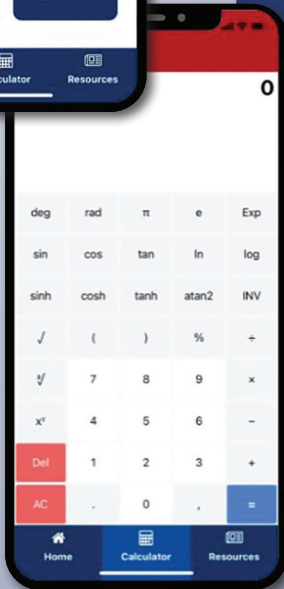 culator Resources
0
deg rad π e Exp
sin cos tan ln log
sinh cosh tanh atan2 INV
√ ( ) % ÷
7 8 9 ×
4 5 6 −
Del 1 2 3 +
AC . 0 , =
Home Calculator Resources